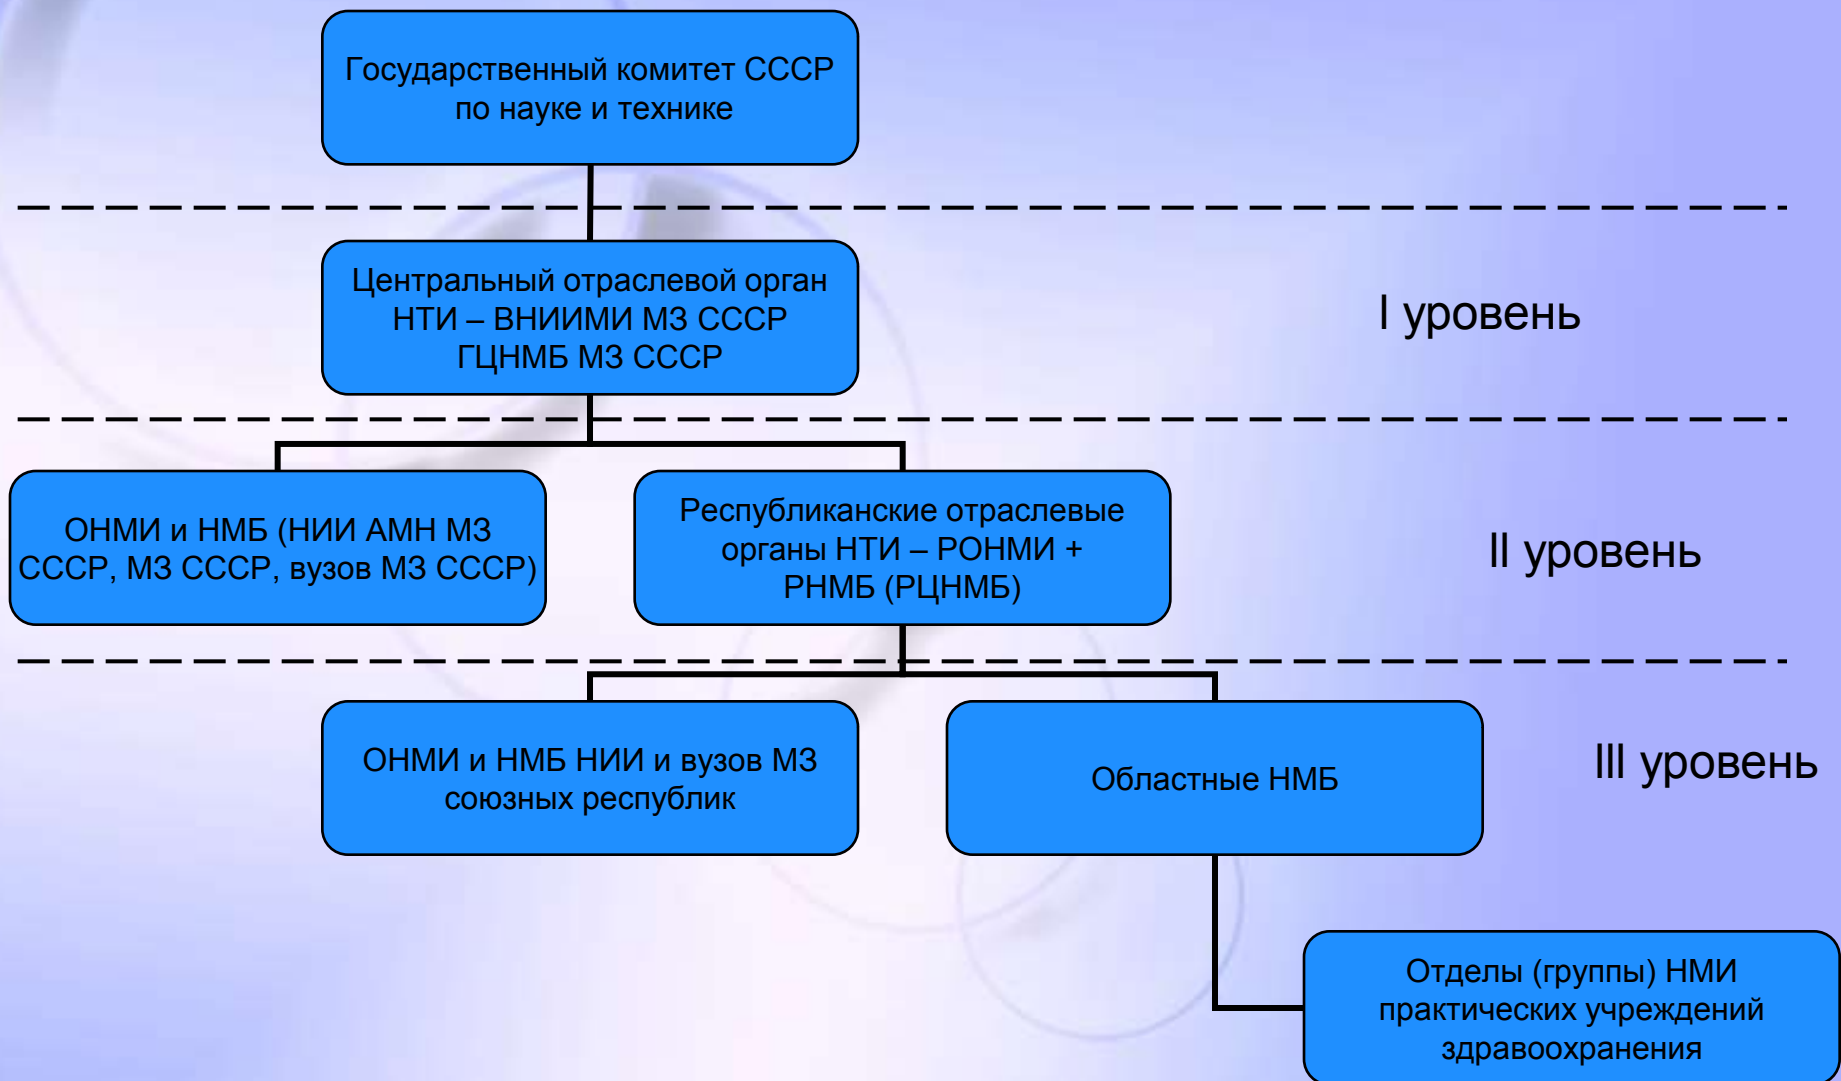 Государственный комитет СССР
по науке и технике
Центральный отраслевой орган
НТИ – ВНИИМИ МЗ СССР
ГЦНМБ МЗ СССР
I уровень
ОНМИ и НМБ (НИИ АМН МЗ
СССР, МЗ СССР, вузов МЗ СССР)
Республиканские отраслевые
органы НТИ – РОНМИ +
РНМБ (РЦНМБ)
II уровень
ОНМИ и НМБ НИИ и вузов МЗ
союзных республик
Областные НМБ
III уровень
Отделы (группы) НМИ
практических учреждений
здравоохранения